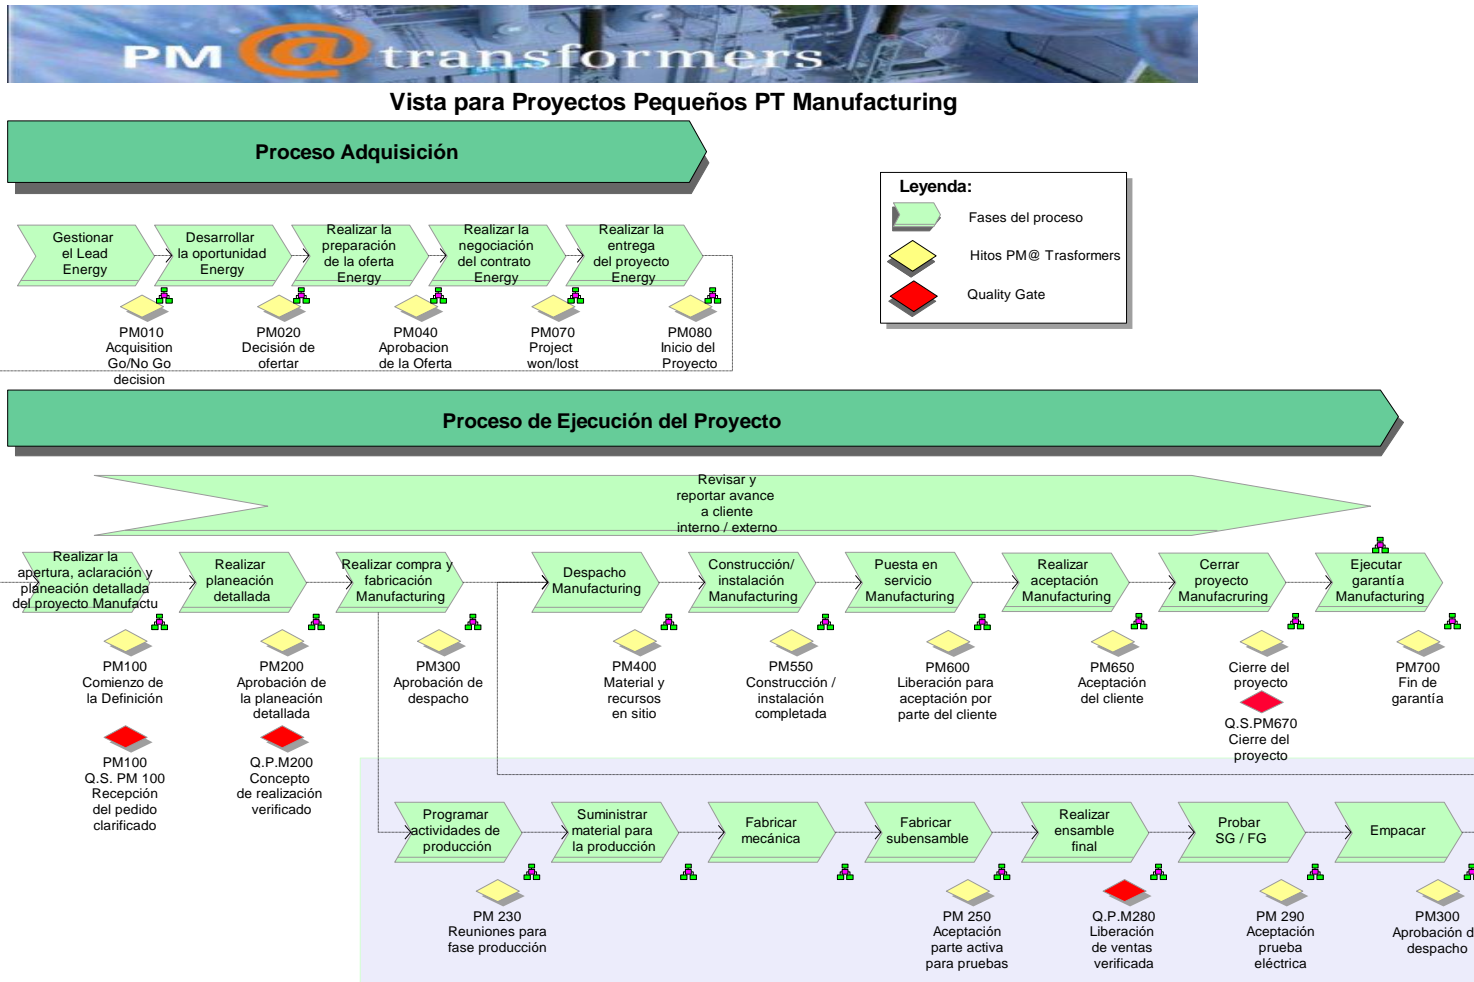 PM @ transformers
Vista para Proyectos Pequeños PT Manufacturing
Proceso Adquisición
Leyenda:
Fases del proceso
Hitos PM@ Trasformers
Quality Gate
Gestionar
el Lead
Energy
Desarrollar
la oportunidad
Energy
Realizar la
preparación
de la oferta
Energy
Realizar la
negociación
del contrato
Energy
Realizar la
entrega
del proyecto
Energy
PM010
Acquisition
Go/No Go
decision
PM020
Decisión de
ofertar
PM040
Aprobacion
de la Oferta
PM070
Project
won/lost
PM080
Inicio del
Proyecto
Proceso de Ejecución del Proyecto
Revisar y
reportar avance
a cliente
interno / externo
Realizar la
apertura, aclaración y
planeación detallada
del proyecto Manufactu
Realizar
planeación
detallada
Realizar compra y
fabricación
Manufacturing
Despacho
Manufacturing
Construcción/
instalación
Manufacturing
Puesta en
servicio
Manufacturing
Realizar
aceptación
Manufacturing
Cerrar
proyecto
Manufacruring
Ejecutar
garantía
Manufacturing
PM100
Comienzo de
la Definición
PM200
Aprobación de
la planeación
detallada
PM300
Aprobación de
despacho
PM400
Material y
recursos
en sitio
PM550
Construcción /
instalación
completada
PM600
Liberación para
aceptación por
parte del cliente
PM650
Aceptación
del cliente
Cierre del
proyecto
Q.S.PM670
Cierre del
proyecto
PM700
Fin de
garantía
PM100
Q.S. PM 100
Recepción
del pedido
clarificado
Q.P.M200
Concepto
de realización
verificado
Programar
actividades de
producción
Suministrar
material para
la producción
Fabricar
mecánica
Fabricar
subensamble
Realizar
ensamble
final
Probar
SG / FG
Empacar
PM 230
Reuniones para
fase producción
PM 250
Aceptación
parte activa
para pruebas
Q.P.M280
Liberación
de ventas
verificada
PM 290
Aceptación
prueba
eléctrica
PM300
Aprobación d
despacho